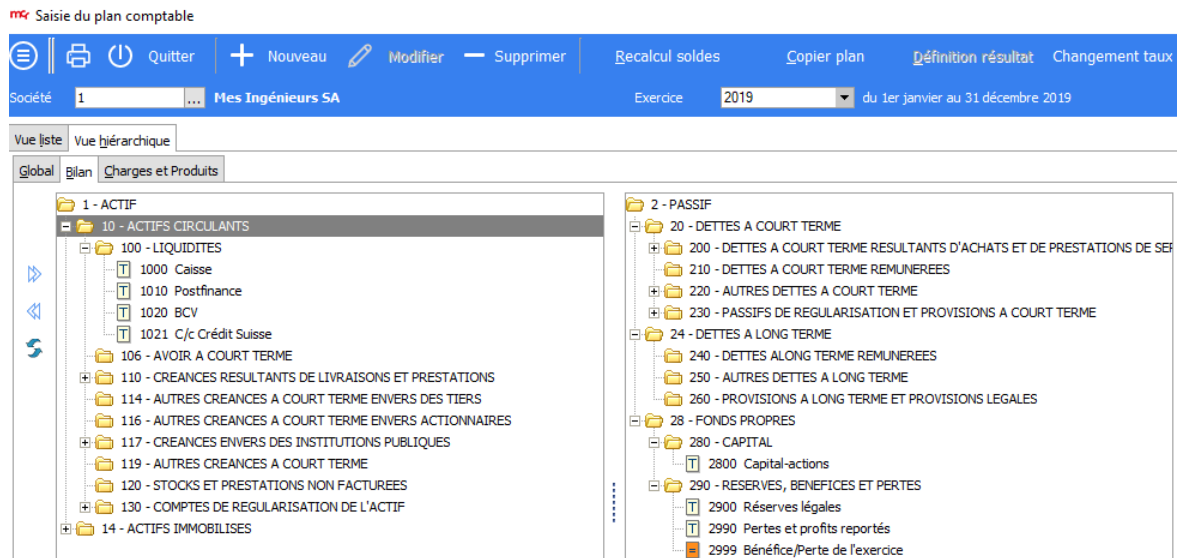 mcr Saisie du plan comptable
Quitter Nouveau Modifier Supprimer Recalcul soldes Copier plan Définition résultat Changement taux
Société 1 ... Mes Ingénieurs SA Exercice 2019 du 1er janvier au 31 décembre 2019
Vue liste Vue hiérarchique
Global Bilan Charges et Produits
1 - ACTIF
10 - ACTIFS CIRCULANTS
100 - LIQUIDITES
T 1000 Caisse
T 1010 Postfinance
T 1020 BCV
T 1021 C/c Crédit Suisse
106 - AVOIR A COURT TERME
110 - CREANCES RESULTANTS DE LIVRAISONS ET PRESTATIONS
114 - AUTRES CREANCES A COURT TERME ENVERS DES TIERS
116 - AUTRES CREANCES A COURT TERME ENVERS ACTIONNAIRES
117 - CREANCES ENVERS DES INSTITUTIONS PUBLIQUES
119 - AUTRES CREANCES A COURT TERME
120 - STOCKS ET PRESTATIONS NON FACTUREES
130 - COMPTES DE REGULARISATION DE L'ACTIF
14 - ACTIFS IMMOBILISES
2 - PASSIF
20 - DETTES A COURT TERME
200 - DETTES A COURT TERME RESULTANTS D'ACHATS ET DE PRESTATIONS DE SER
210 - DETTES A COURT TERME REMUNEREES
220 - AUTRES DETTES A COURT TERME
230 - PASSIFS DE REGULARISATION ET PROVISIONS A COURT TERME
24 - DETTES A LONG TERME
240 - DETTES ALONG TERME REMUNEREES
250 - AUTRES DETTES A LONG TERME
260 - PROVISIONS A LONG TERME ET PROVISIONS LEGALES
28 - FONDS PROPRES
280 - CAPITAL
T 2800 Capital-actions
290 - RESERVES, BENEFICES ET PERTES
T 2900 Réserves légales
T 2990 Pertes et profits reportés
= 2999 Bénéfice/Perte de l'exercice